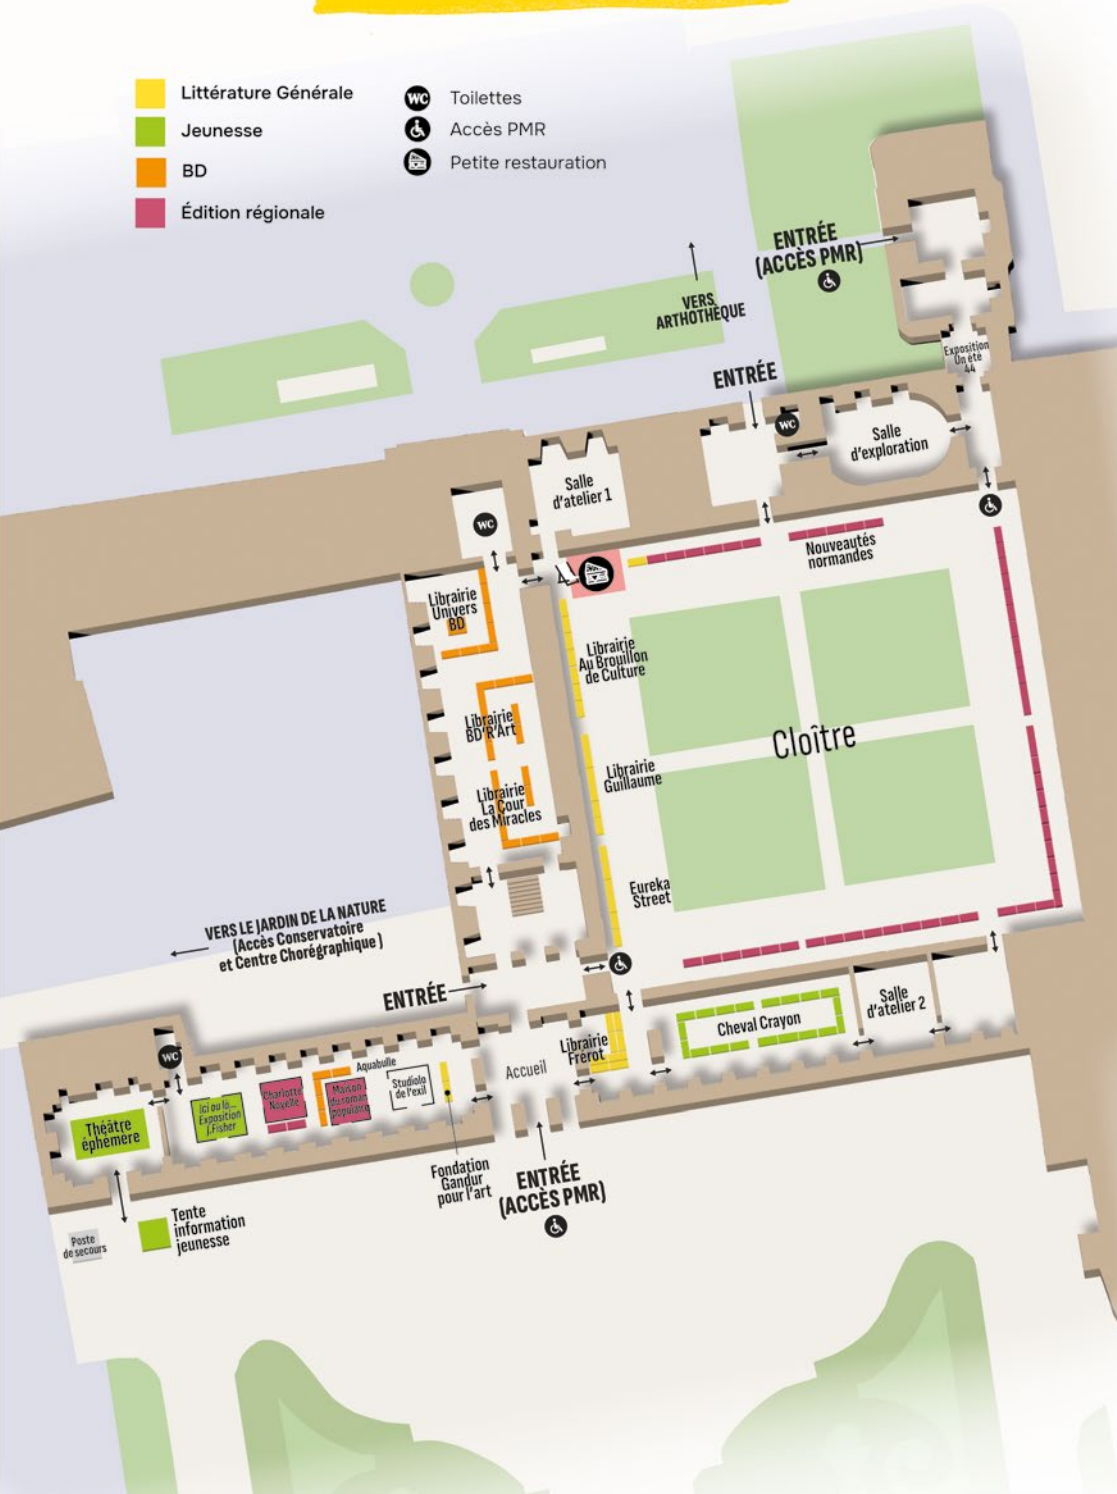 Littérature Générale
Jeunesse
BD
Édition régionale
WC Toilettes
Accès PMR
Petite restauration
ENTRÉE
(ACCÈS PMR)
VERS
ARTHOTHÈQUE
Exposition
Un été
44
ENTRÉE
WC
Salle
d'exploration
Salle
d'atelier 1
WC
Nouveautés
normandes
Librairie
Univers
BD
Librairie
Au Brouillon
de Culture
Librairie
BD'R'Art
Cloître
Librairie
Guillaume
Librairie
La Cour
des Miracles
Eureka
Street
VERS LE JARDIN DE LA NATURE
(Accès Conservatoire
et Centre Chorégraphique)
ENTRÉE
Salle
d'atelier 2
Cheval Crayon
Librairie
Frérot
WC
Aquabulle
Accueil
Studiolo
de l'exil
Charlotte
Noyelle
Maison
du roman
populaire
Ici ou là...
Exposition
J.Fisher
Théâtre
éphémère
Fondation
Gandur
pour l'art
ENTRÉE
(ACCÈS PMR)
Tente
information
jeunesse
Poste
de secours